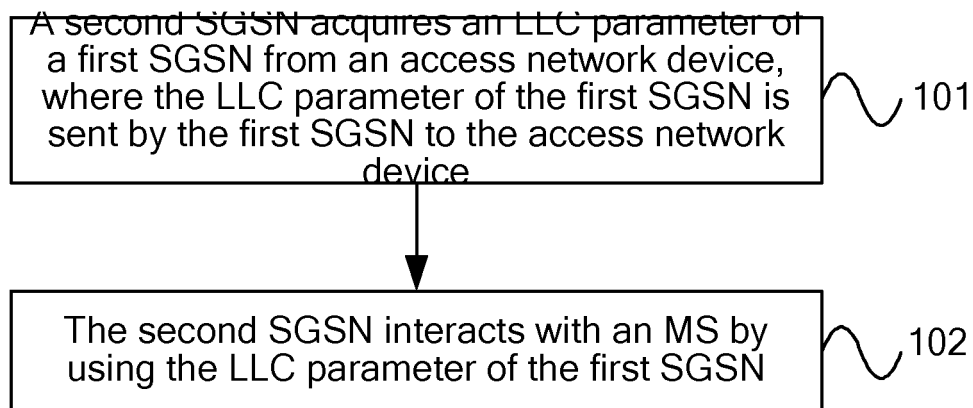 A second SGSN acquires an LLC parameter of
a first SGSN from an access network device,
where the LLC parameter of the first SGSN is
sent by the first SGSN to the access network
device
101
The second SGSN interacts with an MS by
using the LLC parameter of the first SGSN
102